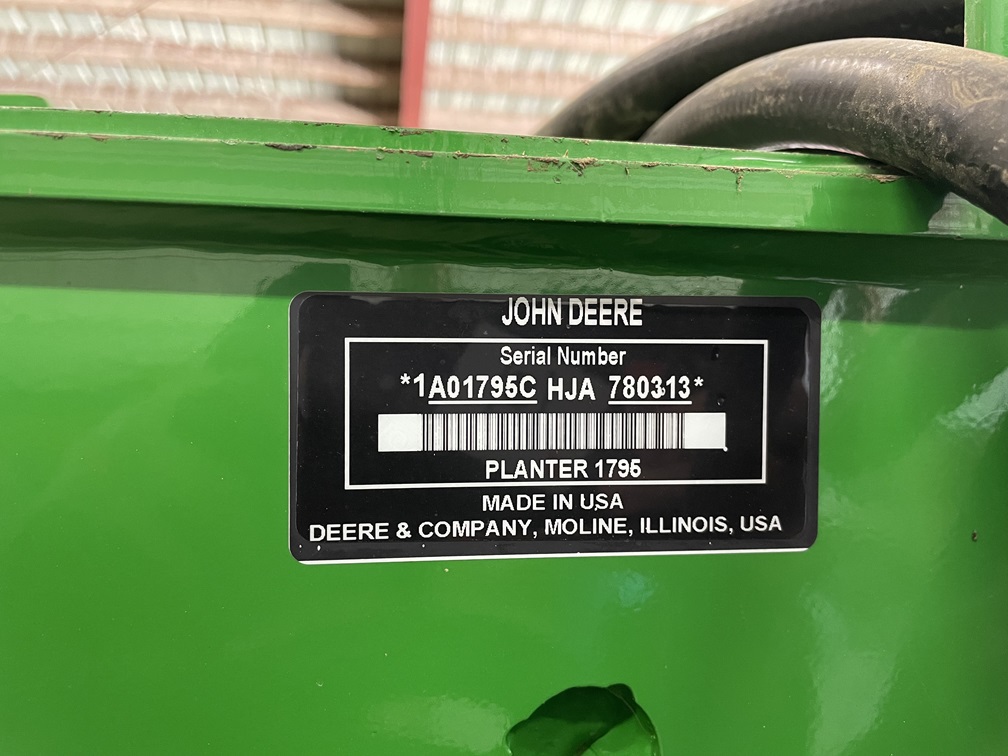 JOHN DEERE
Serial Number
*1A01795C HJA 780313*
PLANTER 1795
MADE IN USA
DEERE & COMPANY, MOLINE, ILLINOIS, USA